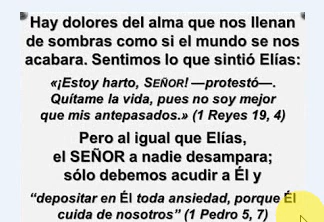 Hay dolores del alma que nos llenan
de sombras como si el mundo se nos
acabara. Sentimos lo que sintió Elías:
«¡Estoy harto, SEÑOR! —protestó—.
Quítame la vida, pues no soy mejor
que mis antepasados.» (1 Reyes 19, 4)
Pero al igual que Elías,
el SEÑOR a nadie desampara;
sólo debemos acudir a Él y
“depositar en Él toda ansiedad, porque Él
cuida de nosotros” (1 Pedro 5, 7)